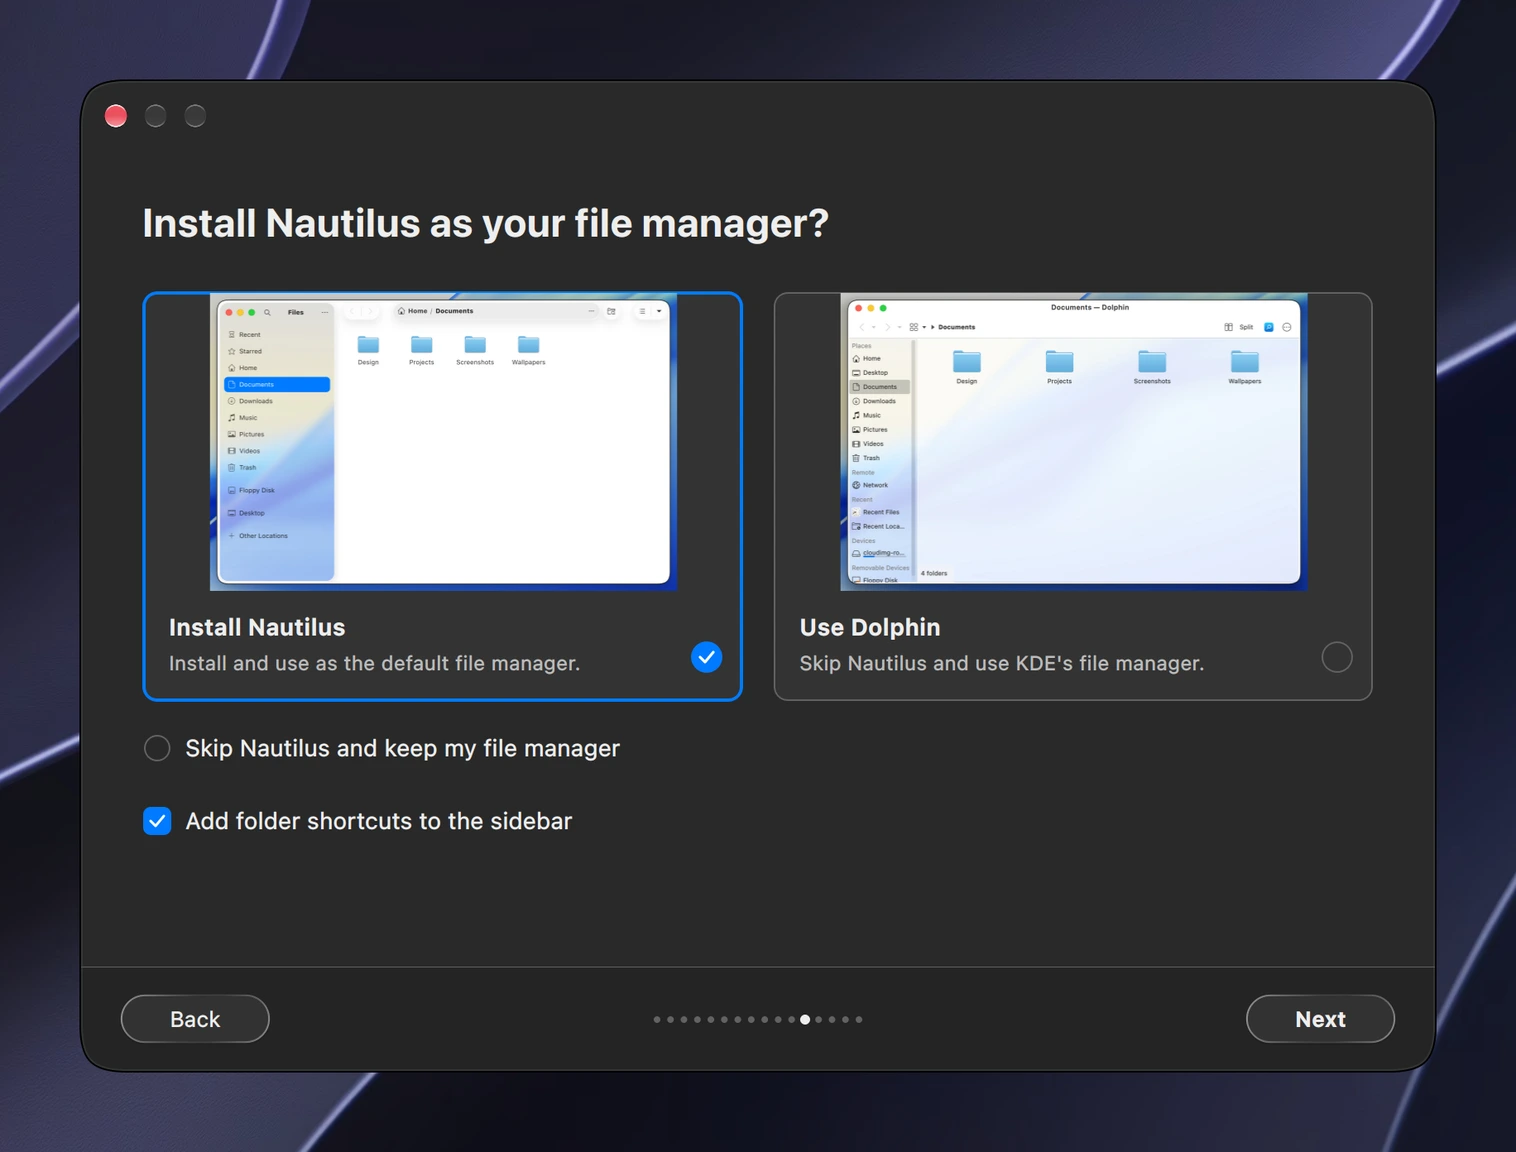 Install Nautilus as your file manager?
Files
Home / Documents
Recent
Starred
Home
Documents
Downloads
Music
Pictures
Videos
Trash
Floppy Disk
Desktop
Other Locations
Design
Projects
Screenshots
Wallpapers
Install Nautilus
Install and use as the default file manager.
Documents — Dolphin
Documents
Split
Places
Home
Desktop
Documents
Downloads
Music
Pictures
Videos
Trash
Remote
Network
Recent
Recent Files
Recent Loca...
Devices
cloudimg-ro...
Removable Devices
Floppy Disk
Design
Projects
Screenshots
Wallpapers
4 folders
Use Dolphin
Skip Nautilus and use KDE's file manager.
Skip Nautilus and keep my file manager
Add folder shortcuts to the sidebar
Back
Next